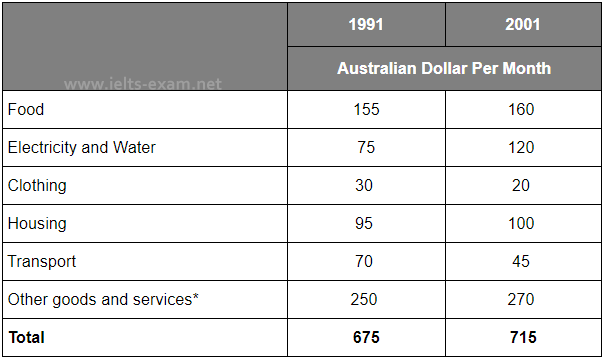 1991 2001
Australian Dollar Per Month
www.ielts-exam.net
Food 155 160
Electricity and Water 75 120
Clothing 30 20
Housing 95 100
Transport 70 45
Other goods and services* 250 270
Total 675 715